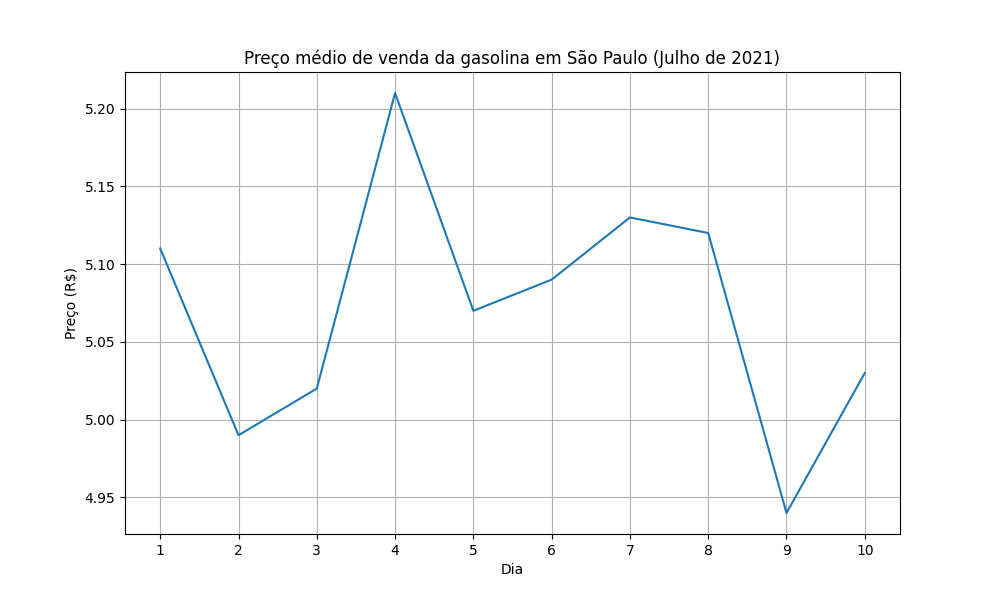 Preço médio de venda da gasolina em São Paulo (Julho de 2021)
Preço (R$)
5.20
5.15
5.10
5.05
5.00
4.95
1 2 3 4 5 6 7 8 9 10
Dia